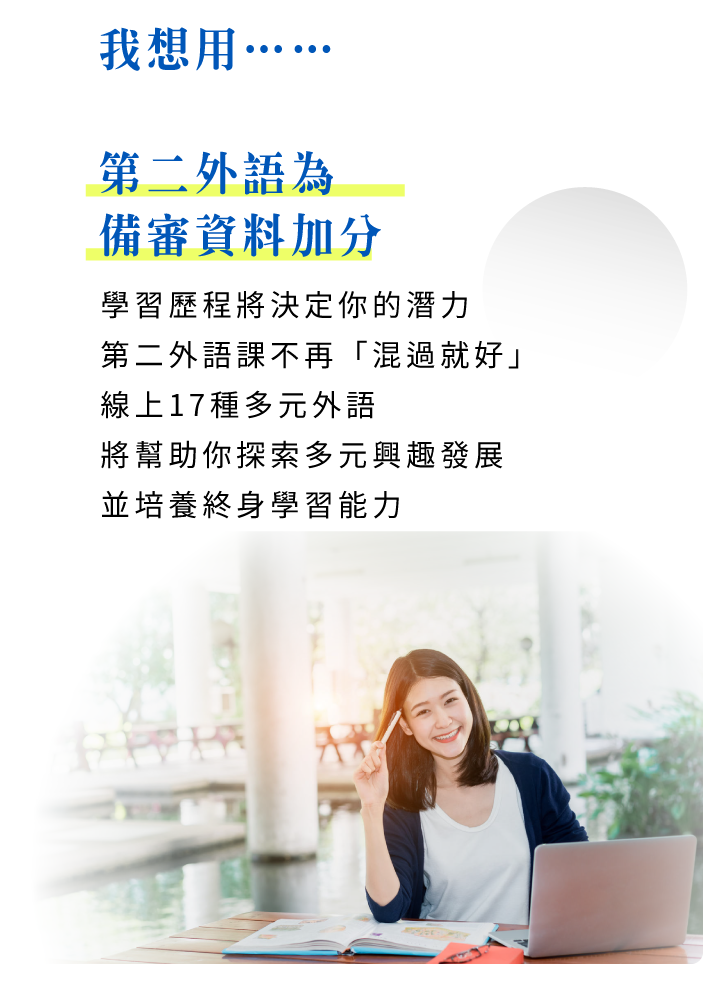 我想用⋯⋯
第二外語為
備審資料加分
學習歷程將決定你的潛力
第二外語課不再「混過就好」
線上17種多元外語
將幫助你探索多元興趣發展
並培養終身學習能力